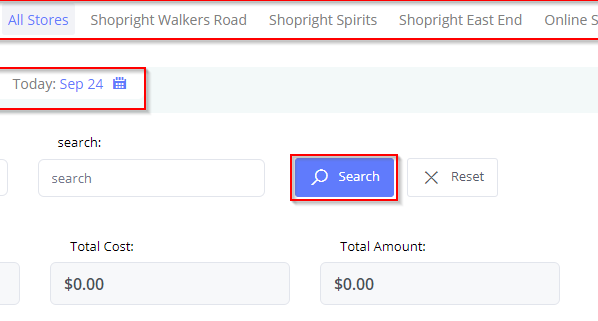 All Stores Shopright Walkers Road Shopright Spirits Shopright East End Online S
Today: Sep 24
search:
search Search Reset
Total Cost: Total Amount:
$0.00 $0.00